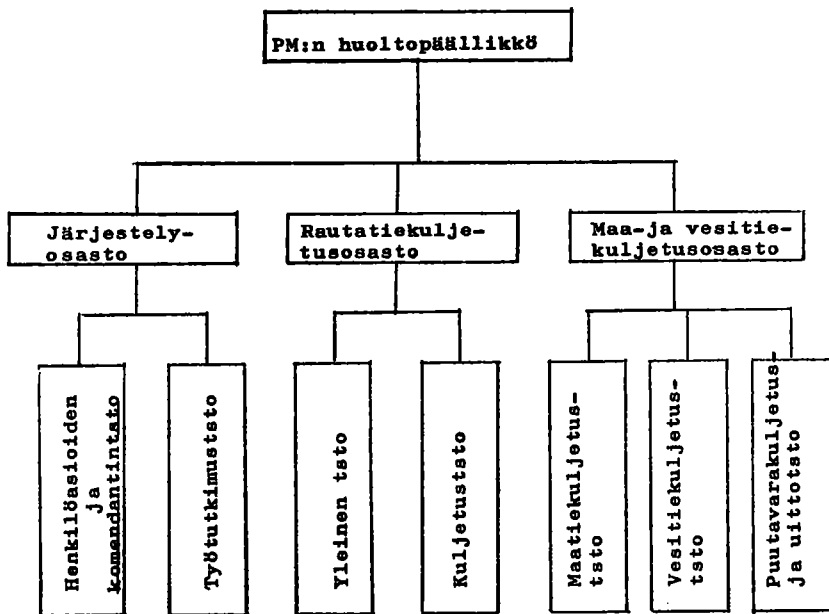 PM:n huoltopäällikkö
Järjestely-
osasto
Rautatiekulje-
tusosasto
Maa-ja vesitie-
kuljetusosasto
Henkilöasioiden
ja
komendantintsto
Työtutkimuststo
Yleinen tsto
Kuljetuststo
Maatiekuljetus-
tsto
Vesitiekuljetus-
tsto
Puutavarakuljetus-
ja uittotsto